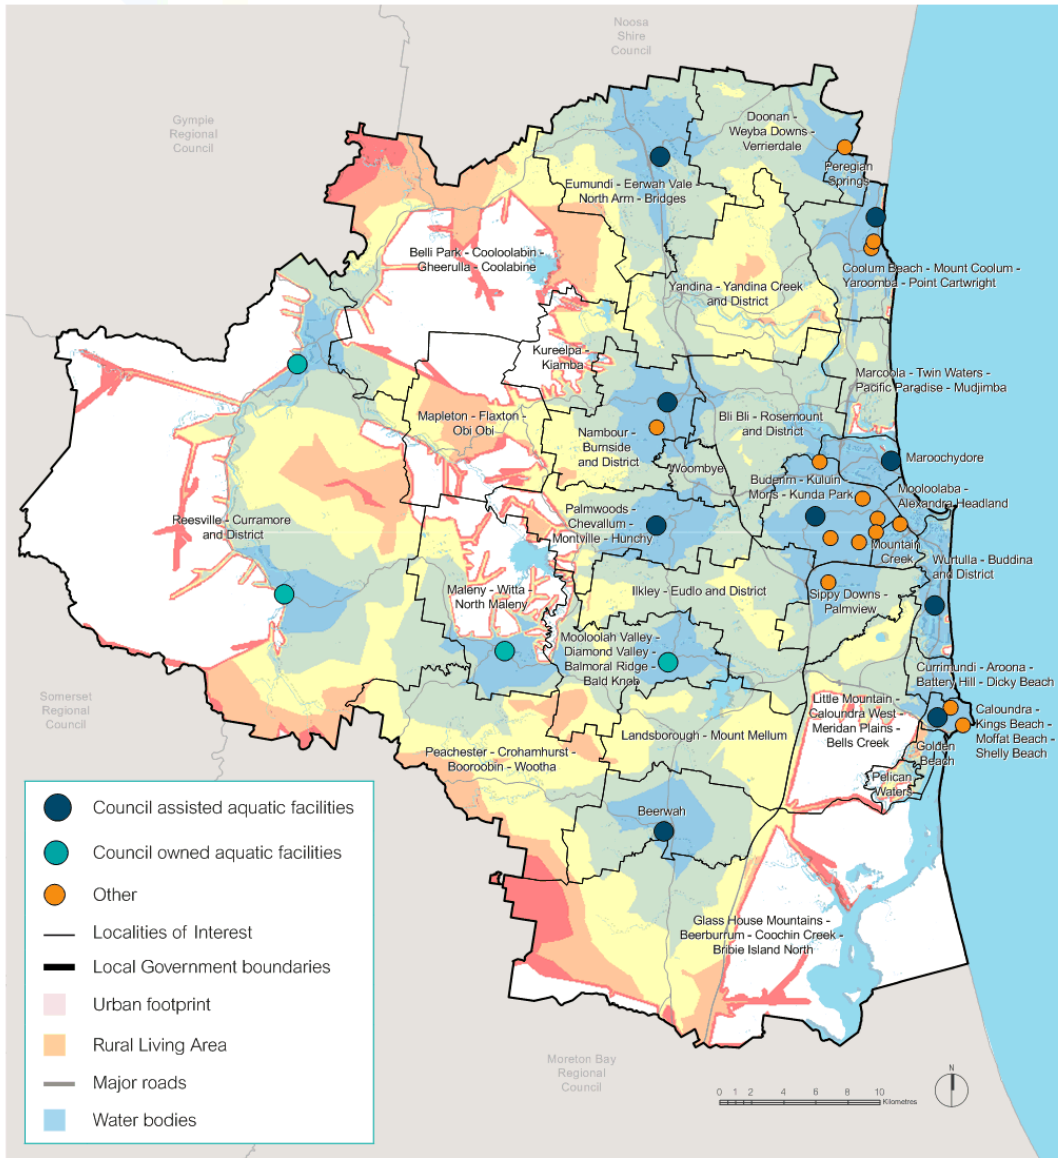 Noosa
Shire
Council
Gympie
Regional
Council
Doonan -
Weyba Downs -
Verrierdale
Peregian
Springs
Eumundi - Eerwah Vale -
North Arm - Bridges
Belli Park - Cooloolabin -
Gheerulla - Coolabine
Coolum Beach - Mount Coolum -
Yaroomba - Point Cartwright
Yandina - Yandina Creek
and District
Kureelpa -
Kiamba
Marcoola - Twin Waters -
Pacific Paradise - Mudjimba
Mapleton - Flaxton -
Obi Obi
Bli Bli - Rosemount
and District
Nambour -
Burnside
and District
Woombye
Maroochydore
Buderim - Kuluin
Mons - Kunda Park
Mooloolaba -
Alexandra Headland
Palmwoods -
Chevallum -
Montville - Hunchy
Reesville - Curramore
and District
Mountain
Creek
Wurtulla - Buddina
and District
Maleny - Witta -
North Maleny
Ilkley - Eudlo and District
Sippy Downs -
Palmview
Mooloolah Valley -
Diamond Valley -
Balmoral Ridge -
Bald Knob
Currimundi - Aroona -
Battery Hill - Dicky Beach
Somerset
Regional
Council
Little Mountain -
Caloundra West -
Meridan Plains -
Bells Creek
Caloundra -
Kings Beach -
Moffat Beach -
Shelly Beach
Landsborough - Mount Mellum
Golden
Beach
Peachester - Crohamhurst -
Booroobin - Wootha
Pelican
Waters
Beerwah
Glass House Mountains -
Beerburrum - Coochin Creek -
Bribie Island North
Moreton Bay
Regional
Council
Council assisted aquatic facilities
Council owned aquatic facilities
Other
Localities of Interest
Local Government boundaries
Urban footprint
Rural Living Area
Major roads
Water bodies
N
0 1 2 4 6 8 10
Kilometres